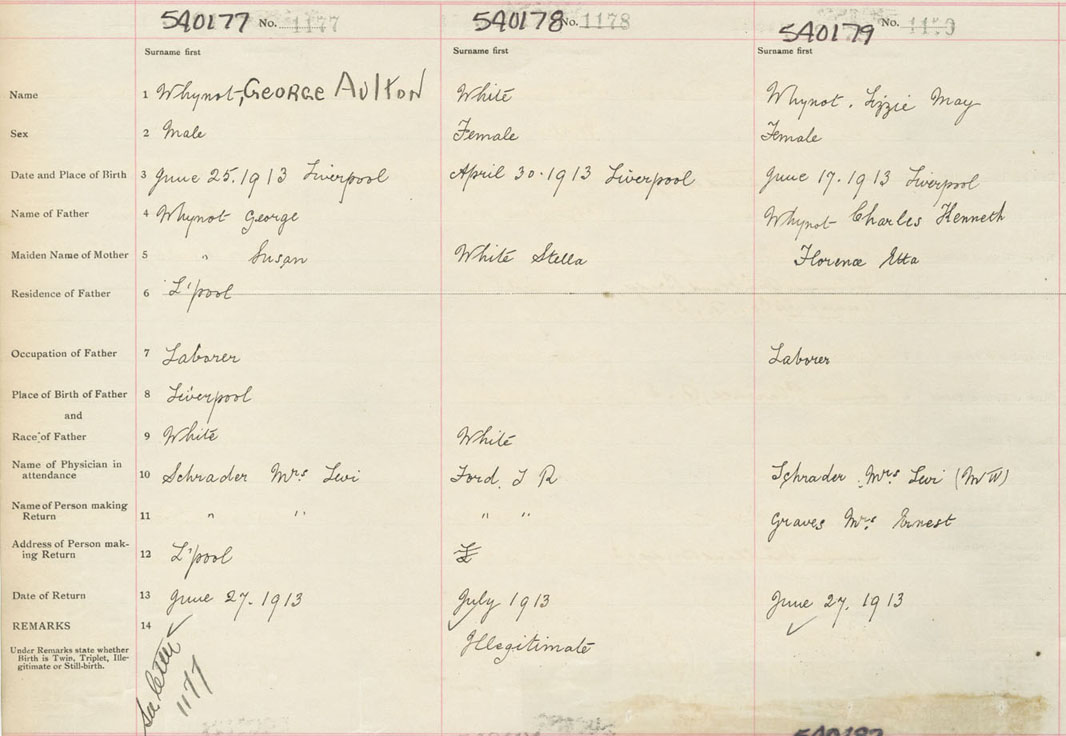 540177 No. 1177 540178 No. 1178 540179 No. 1179
Surname first Surname first Surname first
Name 1 Whynot, GEORGE AULTON White Whynot, Lizzie May
Sex 2 Male Female Female
Date and Place of Birth 3 June 25. 1913 Liverpool April 30. 1913 Liverpool June 17. 1913 Liverpool
Name of Father 4 Whynot George Whynot Charles Kenneth
Maiden Name of Mother 5 " Susan White Stella Florence Etta
Residence of Father 6 L'pool
Occupation of Father 7 Laborer Laborer
Place of Birth of Father 8 Liverpool
and
Race of Father 9 White White
Name of Physician in
attendance 10 Schrader Mrs Levi Ford. J R Schrader Mrs Levi (M W)
Name of Person making
Return 11 " " " " Graves Mrs Ernest
Address of Person mak-
ing Return 12 L'pool
Date of Return 13 June 27. 1913 July 1913 June 27. 1913
REMARKS 14 ✓ ✓ ✓
Under Remarks state whether
Birth is Twin, Triplet, Ille-
gitimate or Still-birth.
Illegitimate
See letter
1177